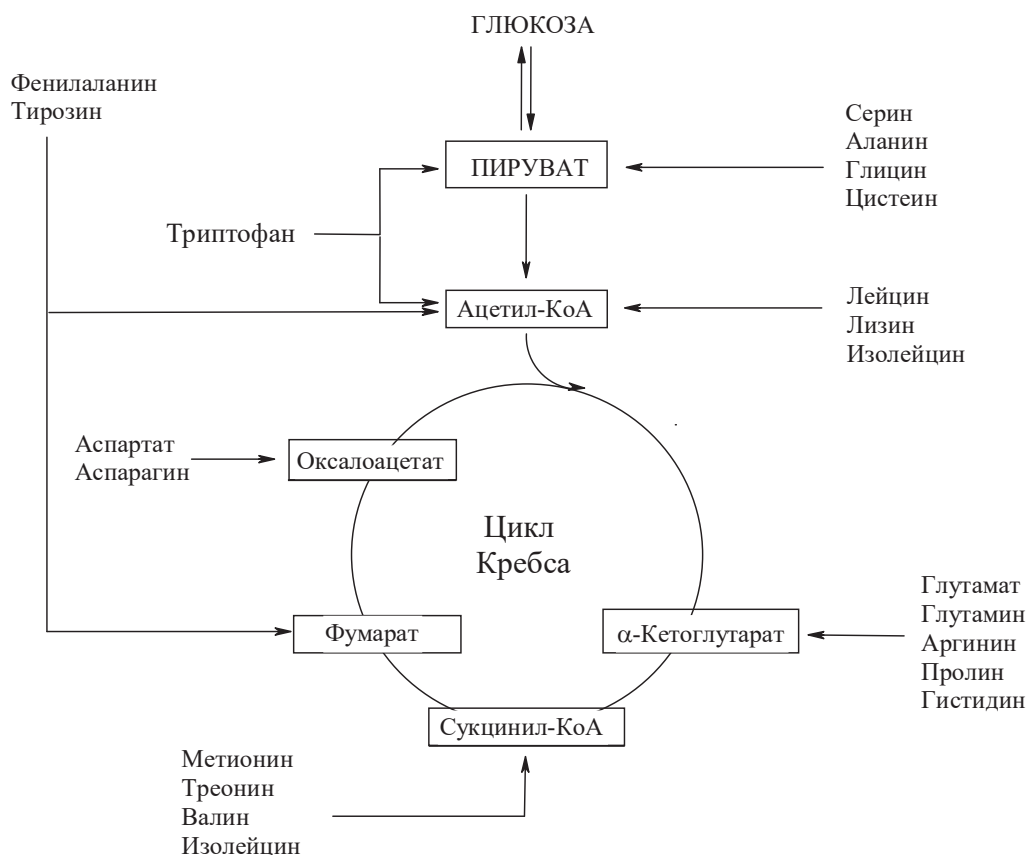 ГЛЮКОЗА
Фенилаланин
Тирозин
Серин
Аланин
Глицин
Цистеин
ПИРУВАТ
Триптофан
Ацетил-КоА
Лейцин
Лизин
Изолейцин
Аспартат
Аспарагин
Оксалоацетат
Цикл
Кребса
Глутамат
Глутамин
Аргинин
Пролин
Гистидин
Фумарат
α-Кетоглутарат
Сукцинил-КоА
Метионин
Треонин
Валин
Изолейцин